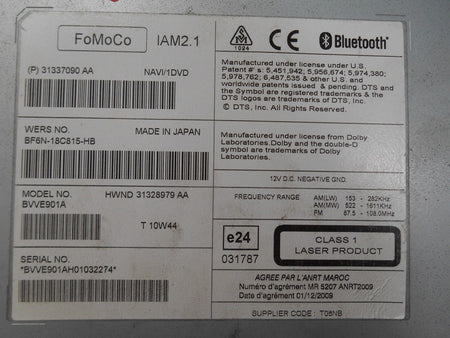 FoMoCo IAM2.1
(P) 31337090 AA NAVI/1DVD
WERS NO. MADE IN JAPAN
BF6N-18C815-HB
MODEL NO. HWND 31328979 AA
BVVE901A
T 10W44
SERIAL NO.
*BVVE901AH01032274*
1024 CE Bluetooth®
Manufactured under license under U.S.
Patent #'s: 5,451,942; 5,956,674; 5,974,380;
5,978,762; 6,487,535 & other U.S. and
worldwide patents issued & pending. DTS and
the Symbol are registered trademarks & the
DTS logos are trademarks of DTS, Inc.
© DTS, Inc. All Rights Reserved.
Manufactured under license from Dolby
Laboratories.Dolby and the double-D
symbol are trademarks of Dolby
Laboratories.
12V D.C. NEGATIVE GND.
FREQUENCY RANGE AM(LW) 153 - 282KHz
AM(MW) 522 - 1611KHz
FM 87.5 - 108.0MHz
e24
031787
CLASS 1
LASER PRODUCT
AGREE PAR L'ANRT MAROC
Numéro d'agrément MR 5207 ANRT2009
Date d'agrément 01/12/2009
SUPPLIER CODE : T06NB